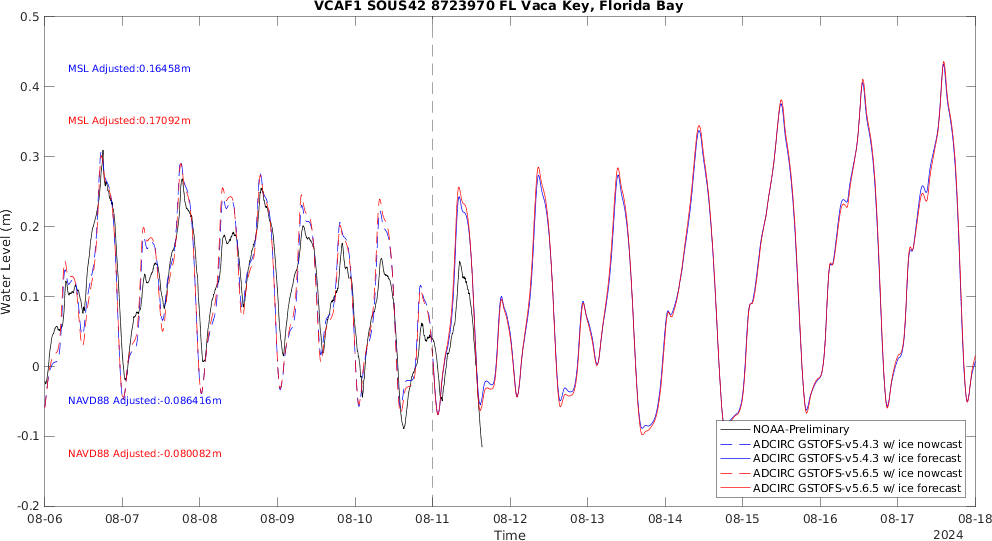 VCAF1 SOUS42 8723970 FL Vaca Key, Florida Bay
0.5
0.4
0.3
0.2
0.1
0
-0.1
-0.2
Water Level (m)
MSL Adjusted:0.16458m
MSL Adjusted:0.17092m
NAVD88 Adjusted:-0.086416m
NAVD88 Adjusted:-0.080082m
NOAA-Preliminary
ADCIRC GSTOFS-v5.4.3 w/ ice nowcast
ADCIRC GSTOFS-v5.4.3 w/ ice forecast
ADCIRC GSTOFS-v5.6.5 w/ ice nowcast
ADCIRC GSTOFS-v5.6.5 w/ ice forecast
08-06 08-07 08-08 08-09 08-10 08-11 08-12 08-13 08-14 08-15 08-16 08-17 08-18
Time
2024